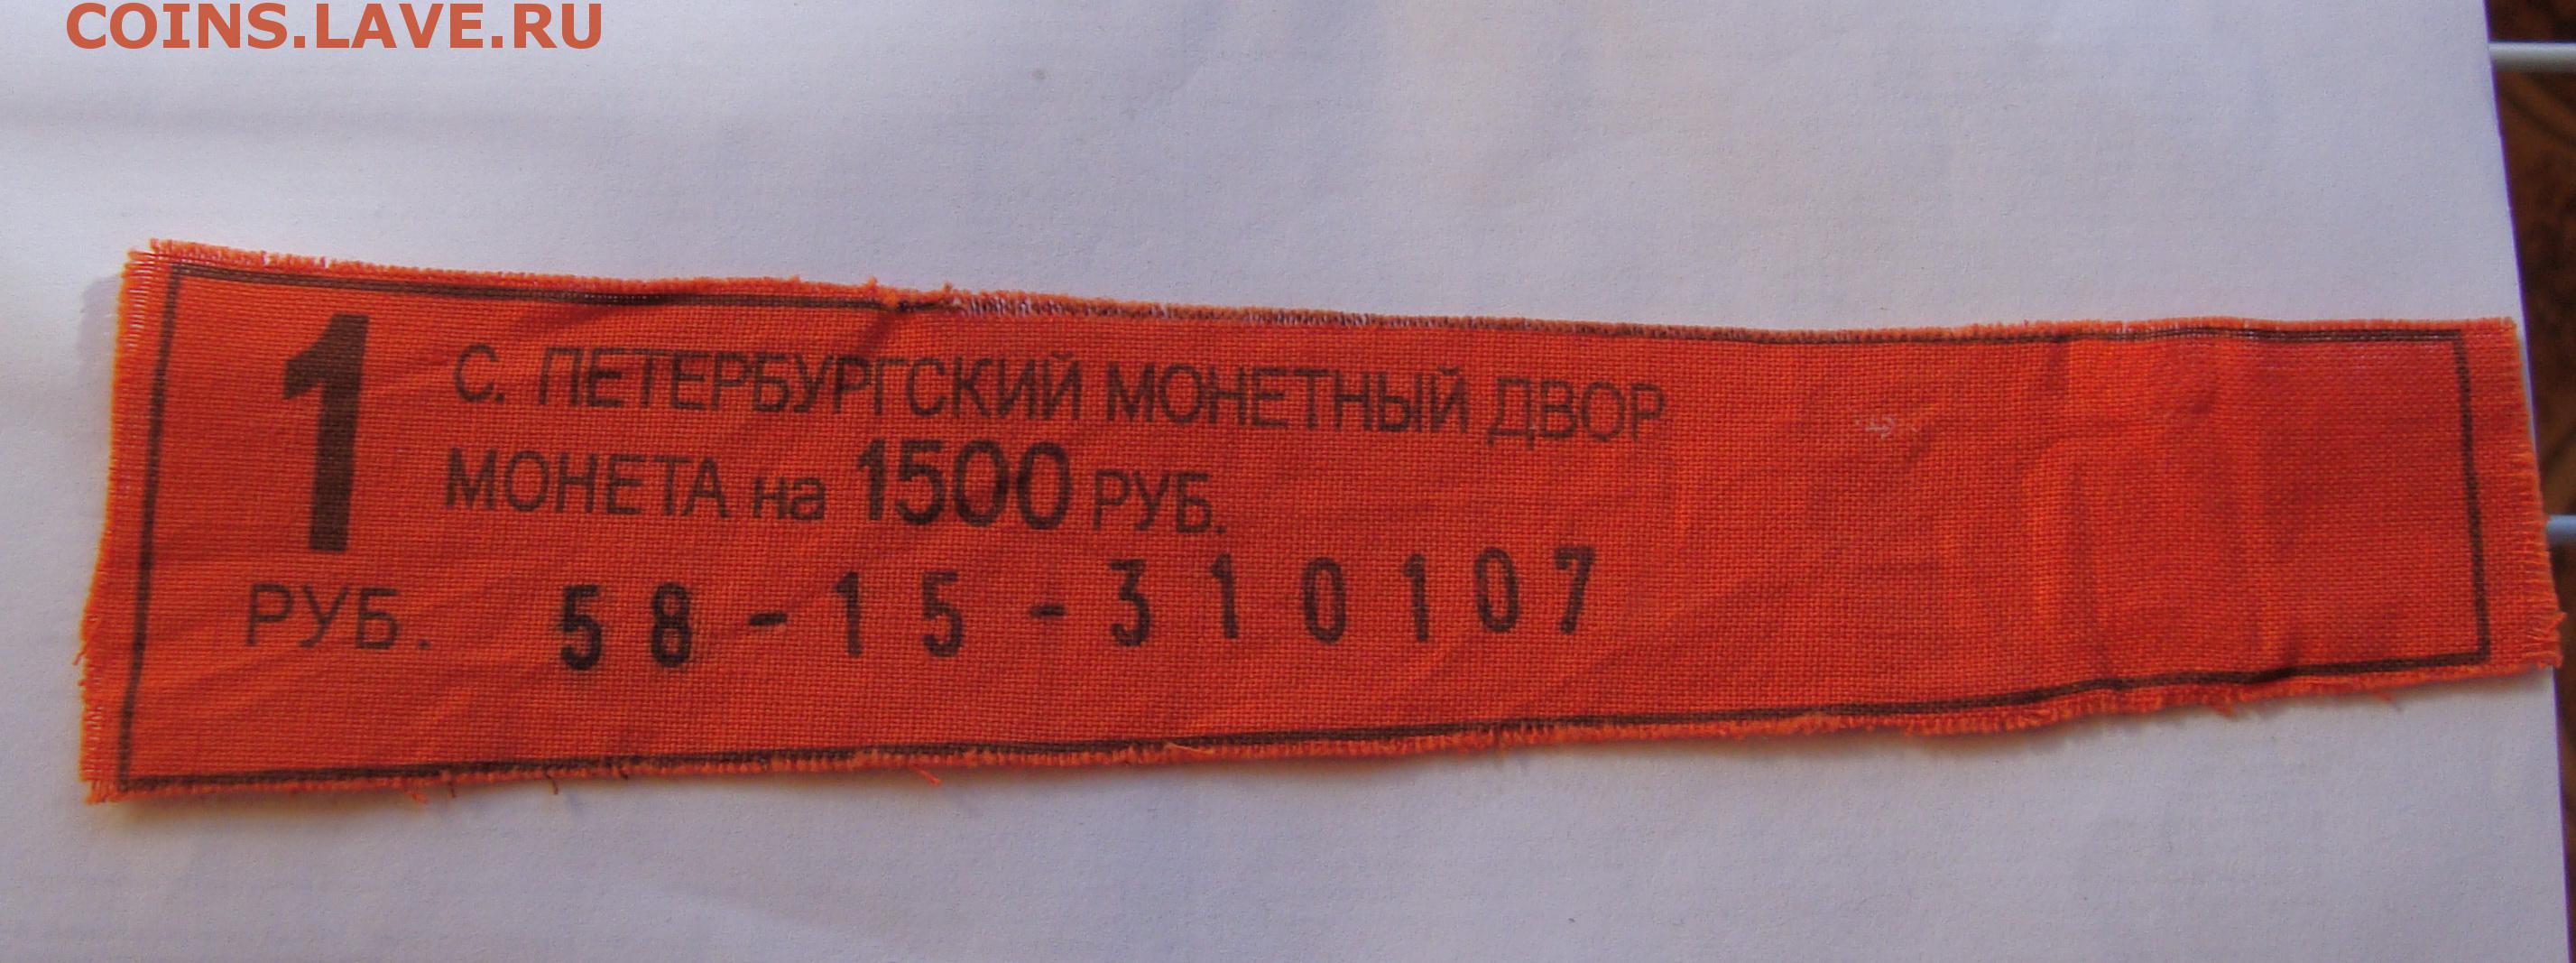 COINS.LAVE.RU
1 РУБ.
С. ПЕТЕРБУРГСКИЙ МОНЕТНЫЙ ДВОР
МОНЕТА на 1500 РУБ.
58-15-310107